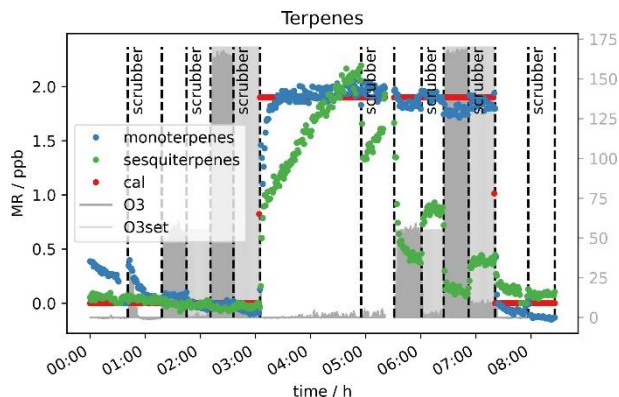 Terpenes
scrubber scrubber scrubber scrubber scrubber scrubber
monoterpenes
sesquiterpenes
cal
O3
O3set
MR / ppb
2.0
1.5
1.0
0.5
0.0
175
150
125
100
75
50
25
0
00:00 01:00 02:00 03:00 04:00 05:00 06:00 07:00 08:00
time / h